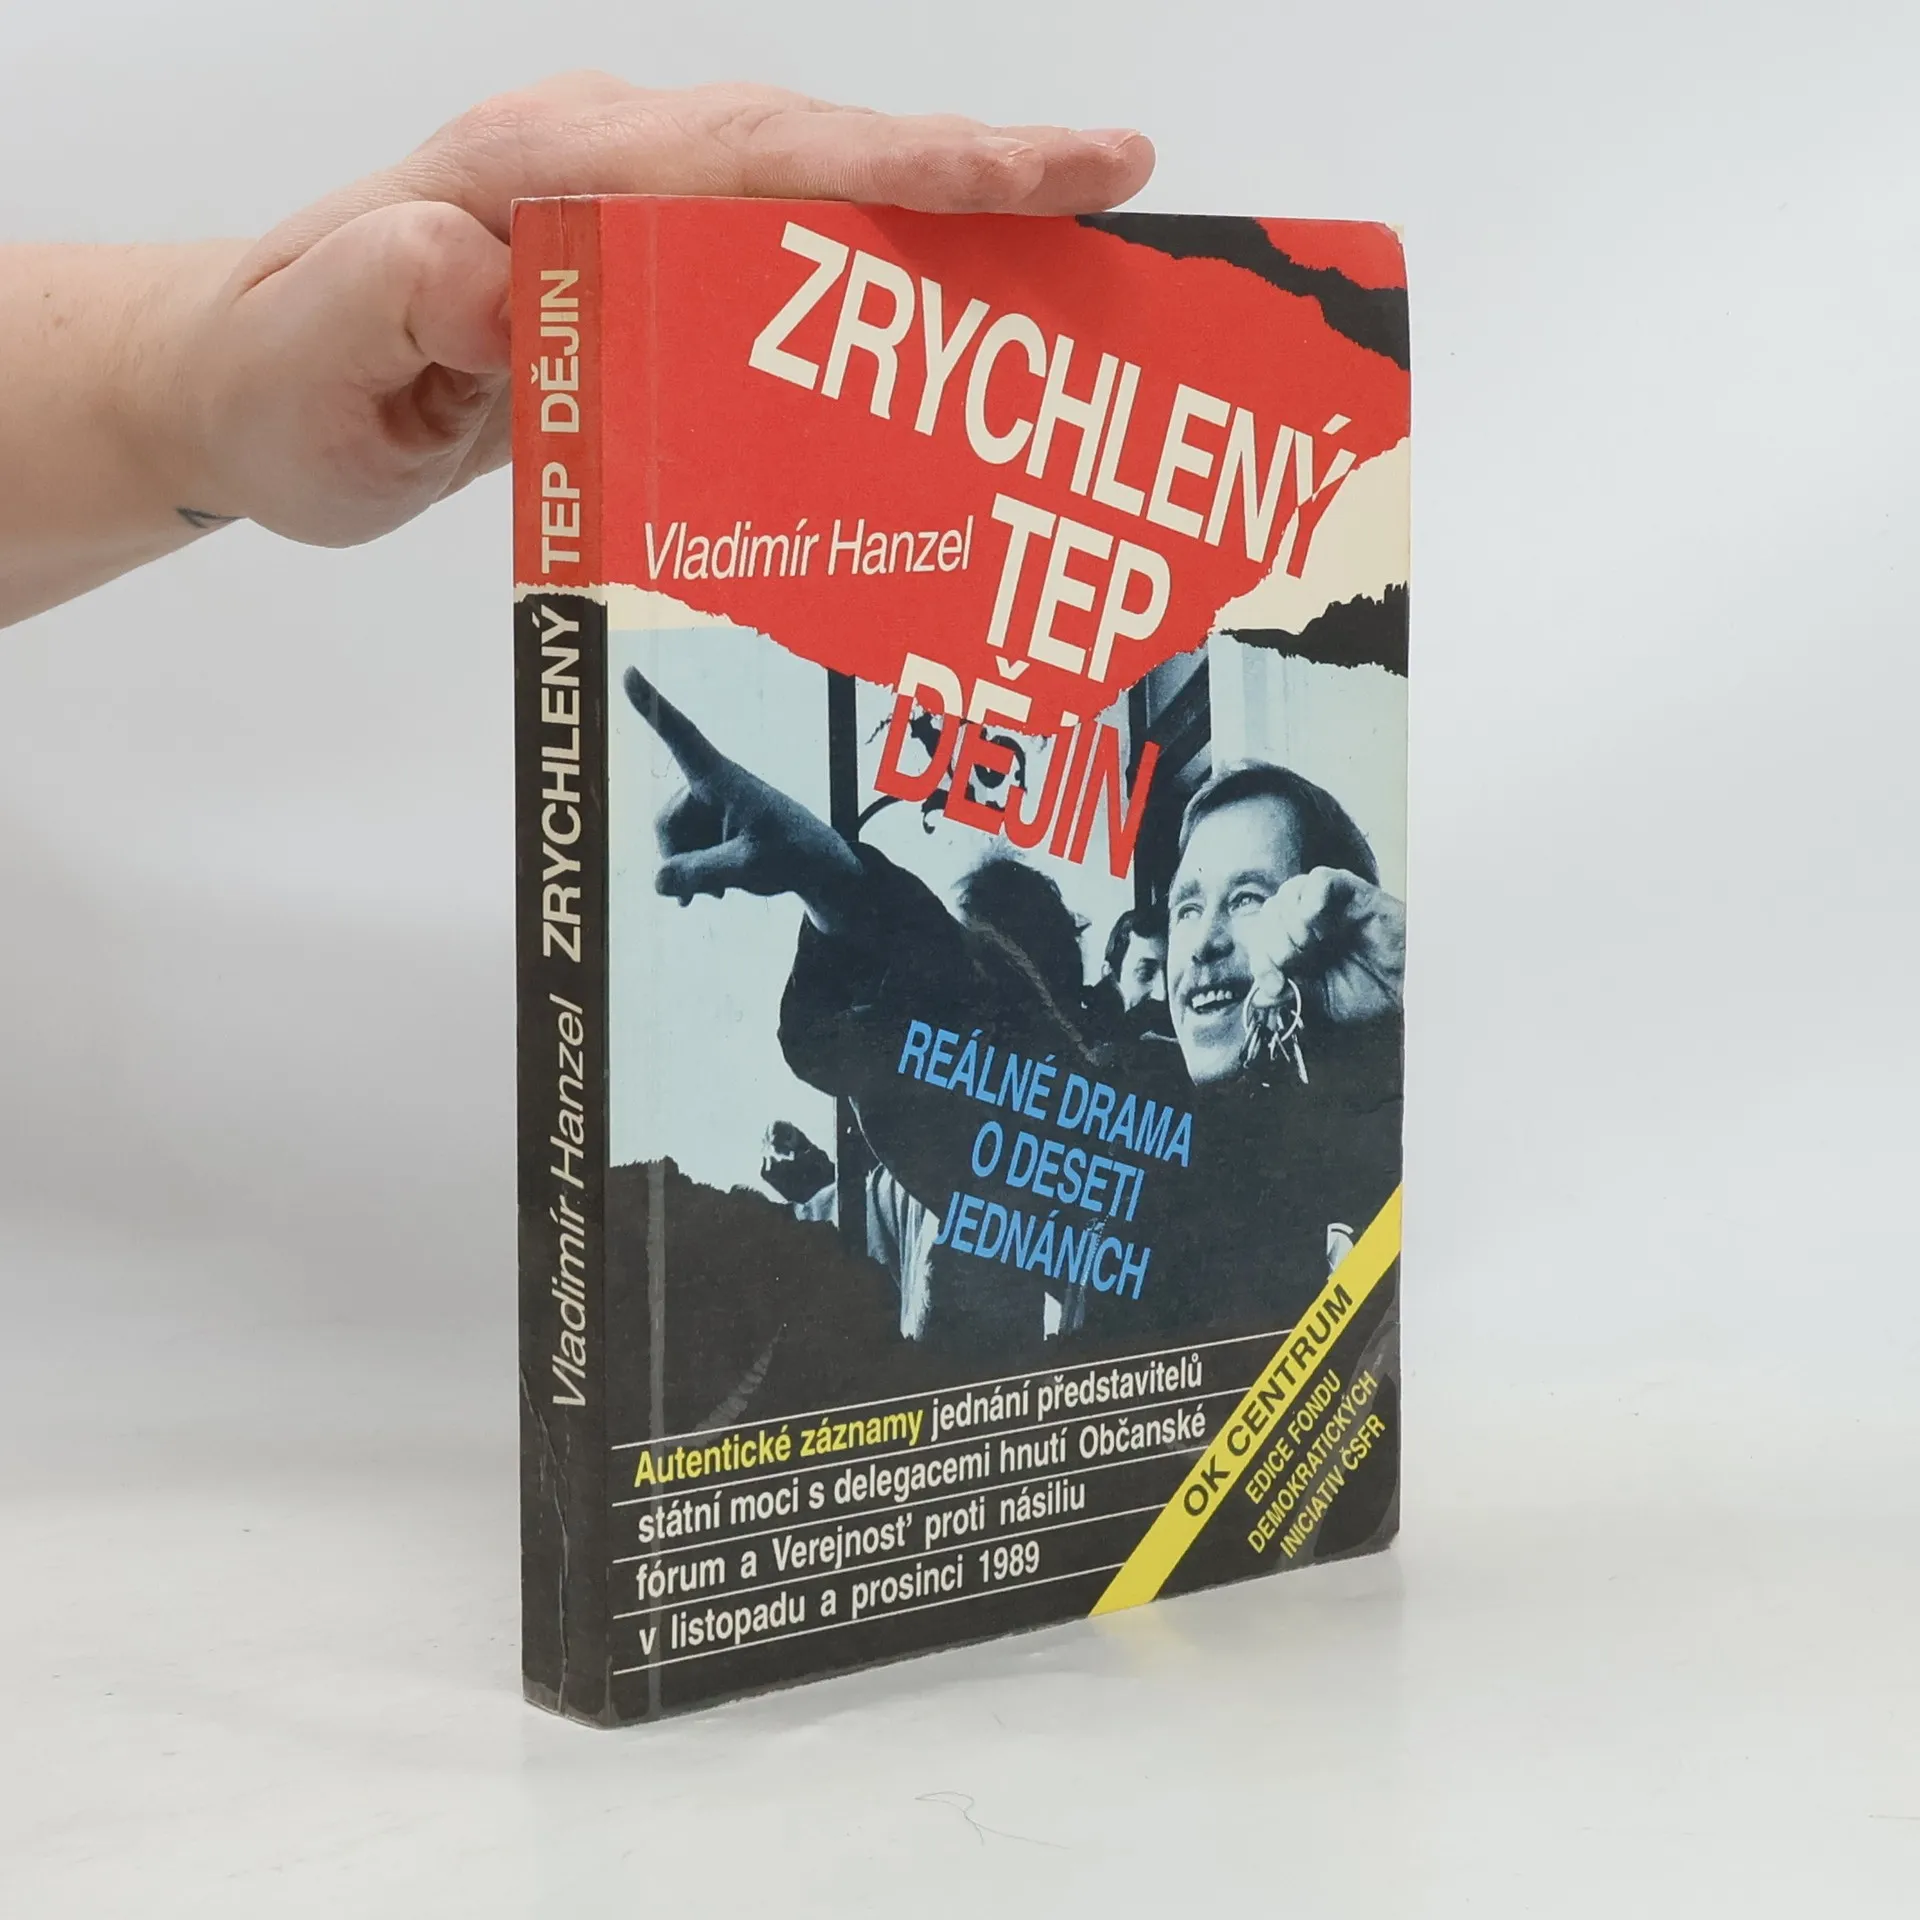 Vladimír Hanzel ZRYCHLENÝ TEP DĚJIN
ZRYCHLENÝ
TEP
DĚJIN
Vladimír Hanzel
REÁLNÉ DRAMA
O DESETI
JEDNÁNÍCH
Autentické záznamy jednání představitelů
státní moci s delegacemi hnutí Občanské
fórum a Verejnosť proti násiliu
v listopadu a prosinci 1989
OK CENTRUM
EDICE FONDU
DEMOKRATICKÝCH
INICIATIV ČSFR